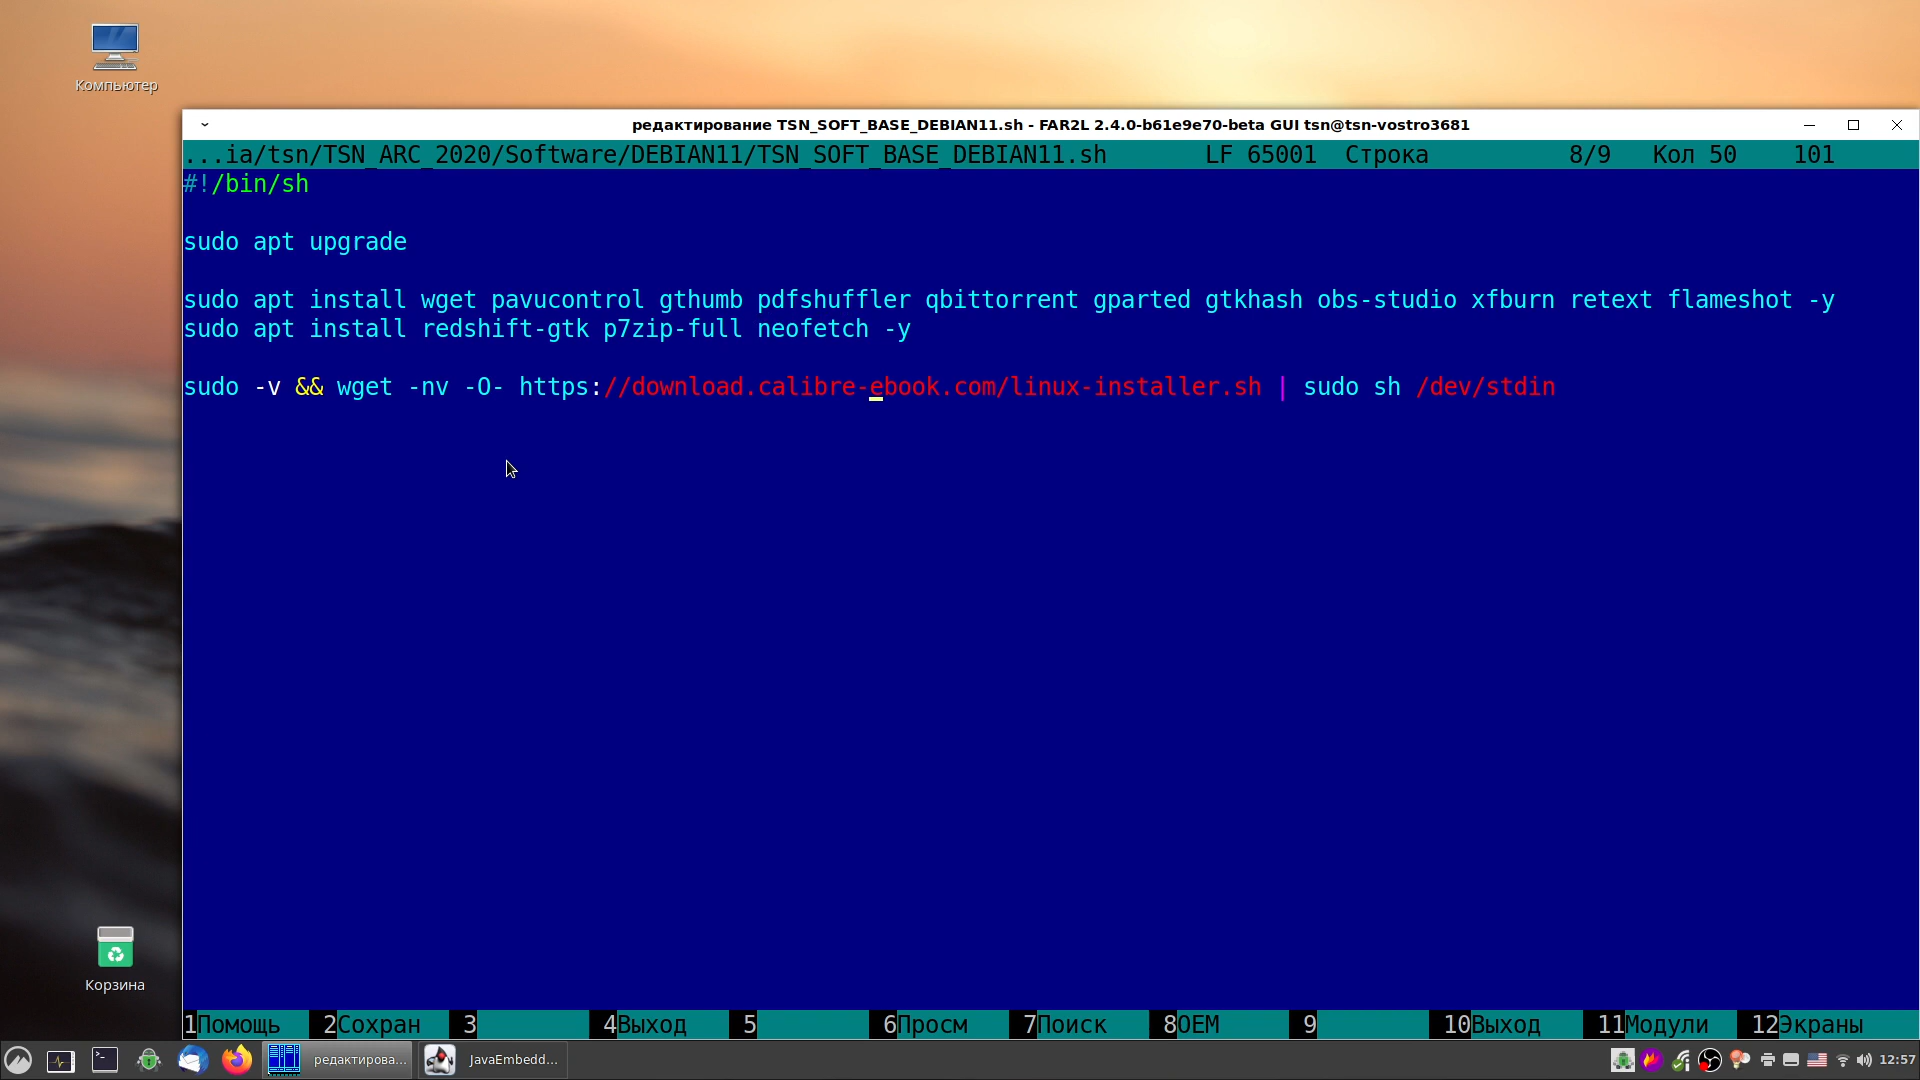 Компьютер
редактирование TSN_SOFT_BASE_DEBIAN11.sh - FAR2L 2.4.0-b61e9e70-beta GUI tsn@tsn-vostro3681
...ia/tsn/TSN_ARC_2020/Software/DEBIAN11/TSN_SOFT_BASE_DEBIAN11.sh LF 65001 Строка 8/9 Кол 50 101
#!/bin/sh
sudo apt upgrade
sudo apt install wget pavucontrol gthumb pdfshuffler qbittorrent gparted gtkhash obs-studio xfburn retext flameshot -y
sudo apt install redshift-gtk p7zip-full neofetch -y
sudo -v && wget -nv -O- https://download.calibre-ebook.com/linux-installer.sh | sudo sh /dev/stdin
Корзина
1Помощь 2Сохран 3 4Выход 5 6Просм 7Поиск 8OEM 9 10Выход 11Модули 12Экраны
редактирова... JavaEmbedd... 12:57